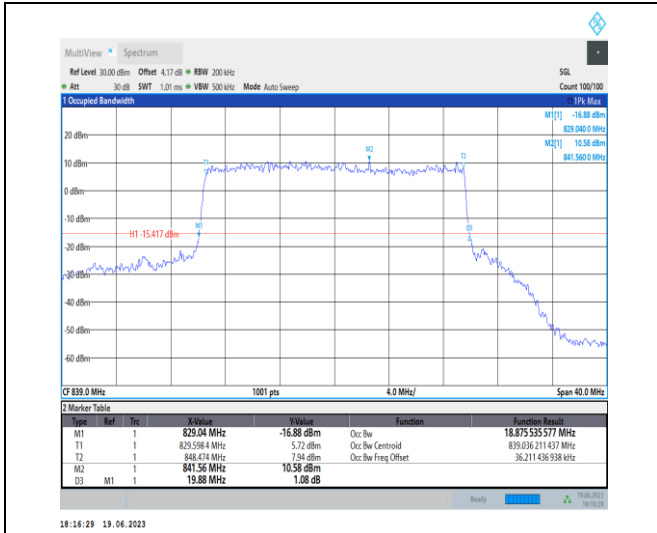 MultiView Spectrum
Ref Level 30.00 dBm Offset 4.17 dB RBW 200 kHz SGL
Att 30 dB SWT 1.01 ms VBW 500 kHz Mode Auto Sweep Count 100/100
1 Occupied Bandwidth 1Pk Max
M1[1] -16.88 dBm
829.0400 MHz
M2[1] 10.58 dBm
841.5600 MHz
20 dBm
M2
T1 T2
10 dBm
0 dBm
-10 dBm
M1 D3
H1 -15.417 dBm
-20 dBm
-30 dBm
-40 dBm
-50 dBm
-60 dBm
CF 839.0 MHz 1001 pts 4.0 MHz/ Span 40.0 MHz
2 Marker Table
Type Ref Trc X-Value Y-Value Function Function Result
M1 1 829.04 MHz -16.88 dBm Occ Bw 18.875 535 577 MHz
T1 1 829.598 4 MHz 5.72 dBm Occ Bw Centroid 839.036 211 437 MHz
T2 1 848.474 MHz 7.94 dBm Occ Bw Freq Offset 36.211 436 938 kHz
M2 1 841.56 MHz 10.58 dBm
D3 M1 1 19.88 MHz 1.08 dB
Ready 19.06.2023
18:16:29
18:16:29 19.06.2023